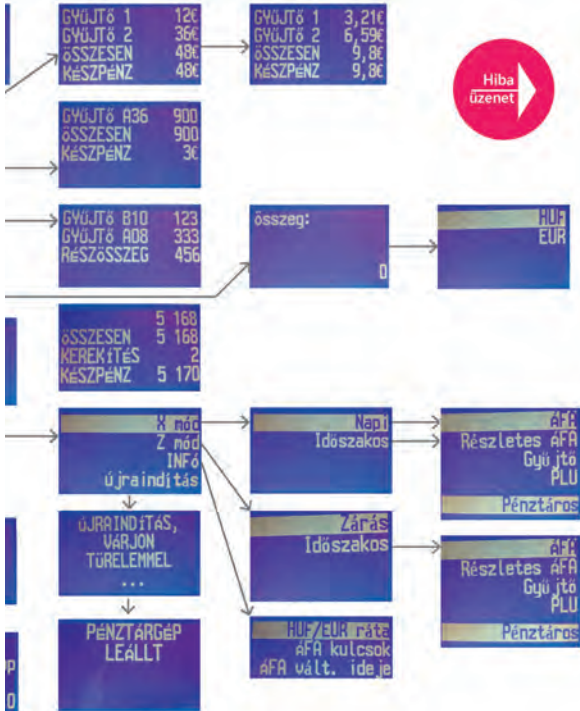 GYŰJTő 1 12€
GYŰJTő 2 36€
öSSZESEN 48€
KéSZPéNZ 48€
GYŰJTő 1 3,21€
GYŰJTő 2 6,59€
öSSZESEN 9,8€
KéSZPéNZ 9,8€
Hiba
üzenet
GYŰJTő A36 900
öSSZESEN 900
KéSZPéNZ 3€
GYŰJTő B10 123
GYŰJTő A08 333
RéSZöSSZEG 456
összeg:
0
HUF
EUR
5 168
öSSZESEN 5 168
KEREKíTéS 2
KéSZPéNZ 5 170
X mód
Z mód
INFó
újraindítás
Napi
Időszakos
ÁFA
Részletes ÁFA
Gyüjtő
PLU
Pénztáros
úJRAINDíTÁS,
VÁRJON
TüRELEMMEL
...
Zárás
Időszakos
ÁFA
Részletes ÁFA
Gyüjtő
PLU
Pénztáros
PéNZTÁRGéP
LEÁLLT
HUF/EUR ráta
ÁFA kulcsok
ÁFA vált. ideje
p
0